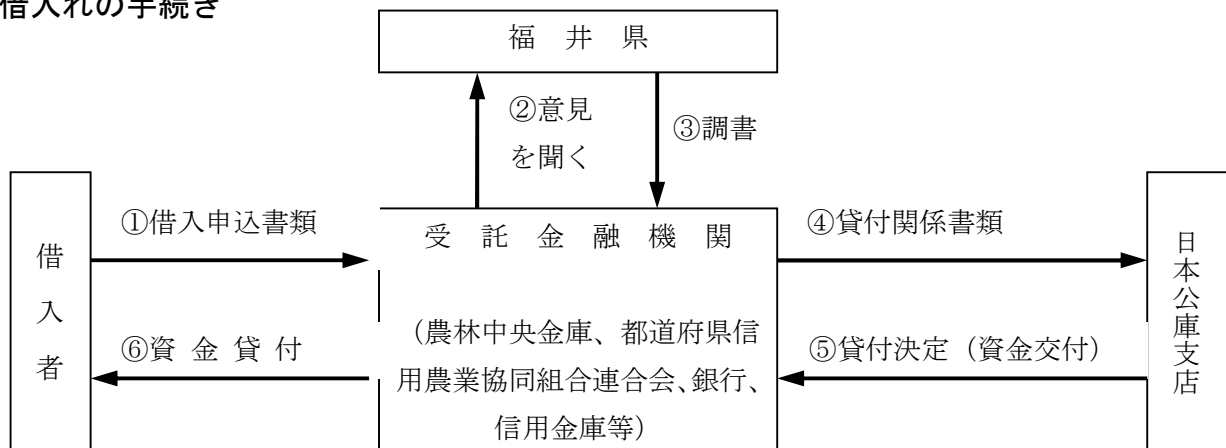 借入れの手続き
福井県
②意見
を聞く
③調書
借入者
①借入申込書類
⑥資金貸付
受託金融機関
（農林中央金庫、都道府県信
用農業協同組合連合会、銀行、
信用金庫等）
④貸付関係書類
⑤貸付決定（資金交付）
日本公庫支店